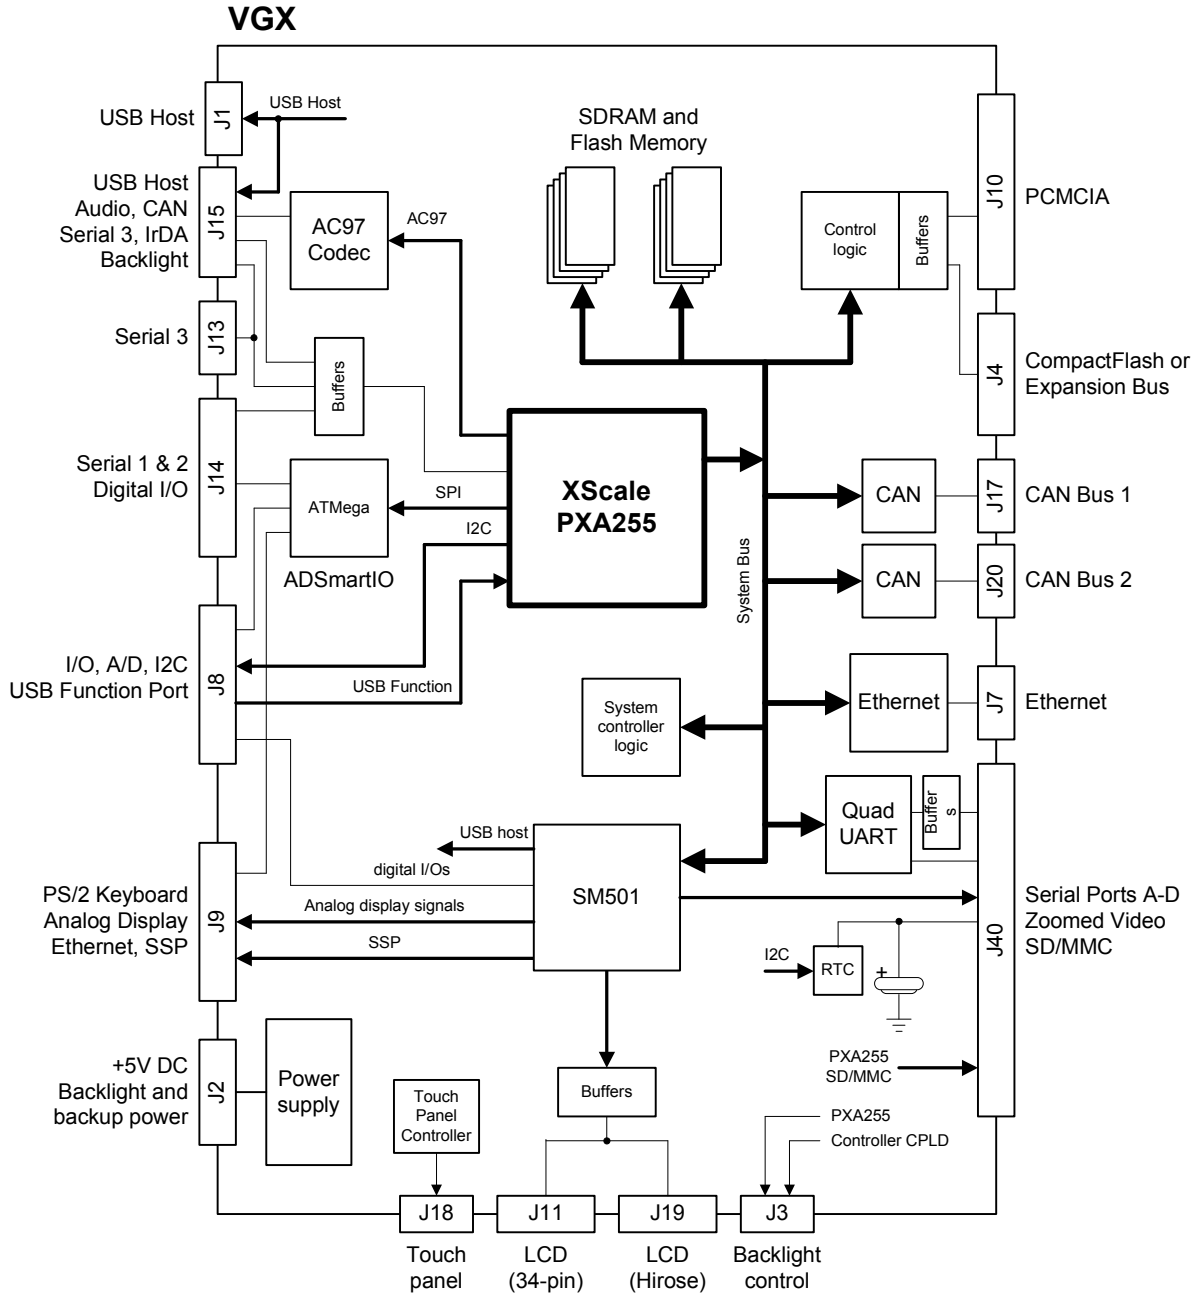 VGX
USB Host
J1
USB Host
USB Host
Audio, CAN
Serial 3, IrDA
Backlight
J15
AC97
Codec
AC97
SDRAM and
Flash Memory
Control
logic
Buffers
J10
PCMCIA
Serial 3
J13
Buffers
J4
CompactFlash or
Expansion Bus
Serial 1 & 2
Digital I/O
J14
ATMega
ADSmartIO
SPI
I2C
XScale
PXA255
System Bus
CAN
J17
CAN Bus 1
CAN
J20
CAN Bus 2
I/O, A/D, I2C
USB Function Port
J8
USB Function
System
controller
logic
Ethernet
J7
Ethernet
Quad
UART
Buffer
s
USB host
digital I/Os
Analog display signals
SSP
SM501
PS/2 Keyboard
Analog Display
Ethernet, SSP
J9
J40
Serial Ports A-D
Zoomed Video
SD/MMC
I2C
RTC
+
+5V DC
Backlight and
backup power
J2
Power
supply
Touch
Panel
Controller
Buffers
PXA255
SD/MMC
PXA255
Controller CPLD
J18
J11
J19
J3
Touch
panel
LCD
(34-pin)
LCD
(Hirose)
Backlight
control